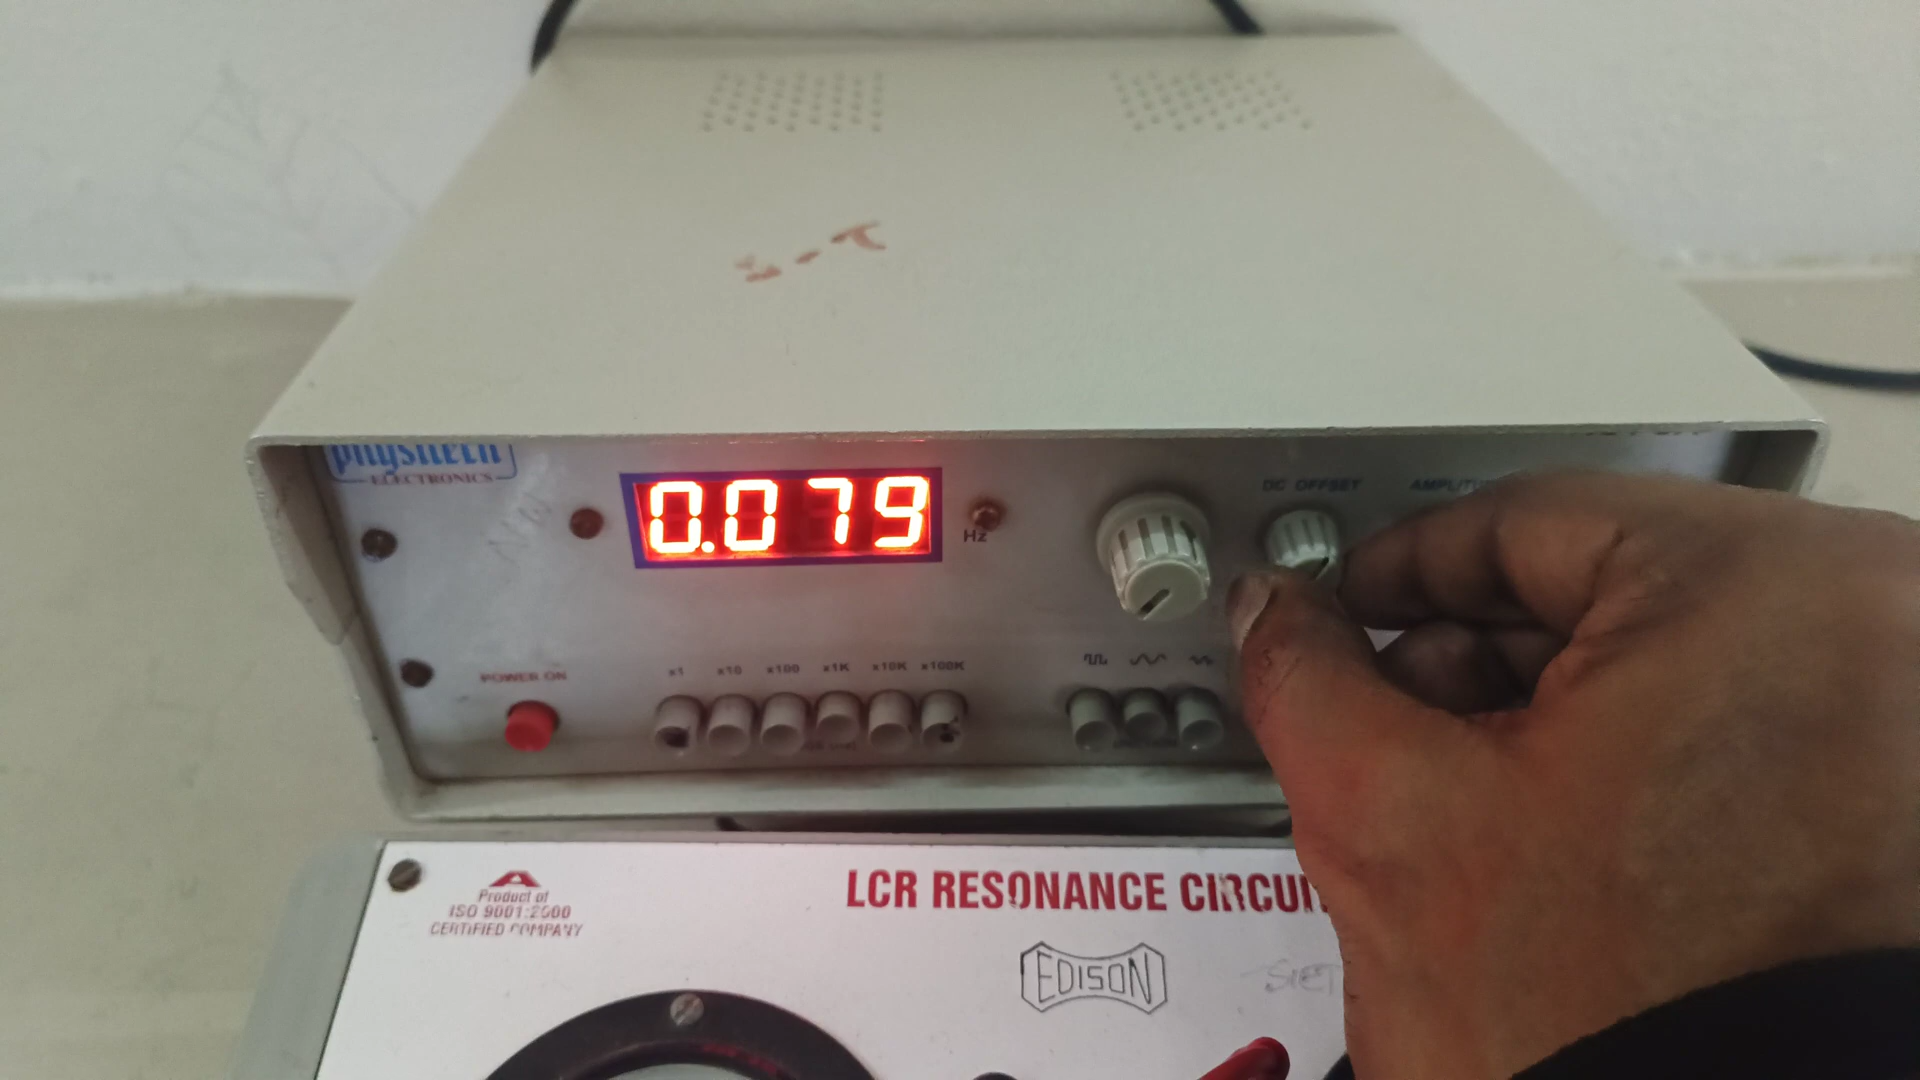 physitech
ELECTRONICS
0.079
Hz
DC OFFSET
POWER ON
x1 x10 x100 x1K x10K x100K
Product of
ISO 9001:2000
CERTIFIED COMPANY
LCR RESONANCE
EDISON
SIET